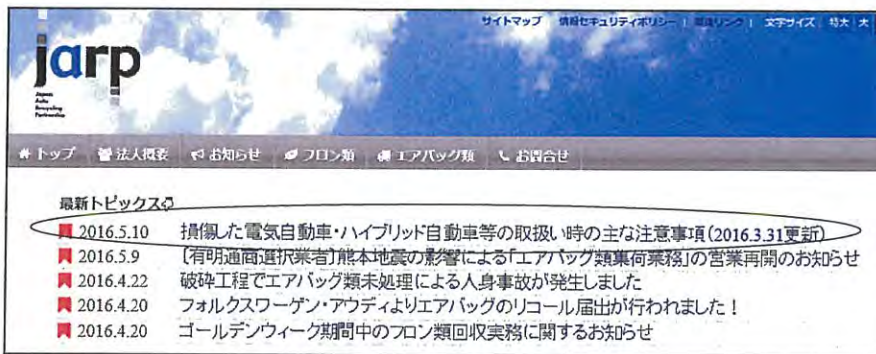 サイトマップ 情報セキュリティポリシー | 関連リンク | 文字サイズ 特大 大
jarp
Japan
Auto
Recycling
Partnership
トップ 法人概要 お知らせ フロン類 エアバッグ類 お問合せ
最新トピックス
2016.5.10 損傷した電気自動車・ハイブリッド自動車等の取扱い時の主な注意事項(2016.3.31更新)
2016.5.9 [有明通商選択業者]熊本地震の影響による「エアバッグ類集荷業務」の営業再開のお知らせ
2016.4.22 破砕工程でエアバッグ類未処理による人身事故が発生しました
2016.4.20 フォルクスワーゲン・アウディよりエアバッグのリコール届出が行われました!
2016.4.20 ゴールデンウィーク期間中のフロン類回収実務に関するお知らせ